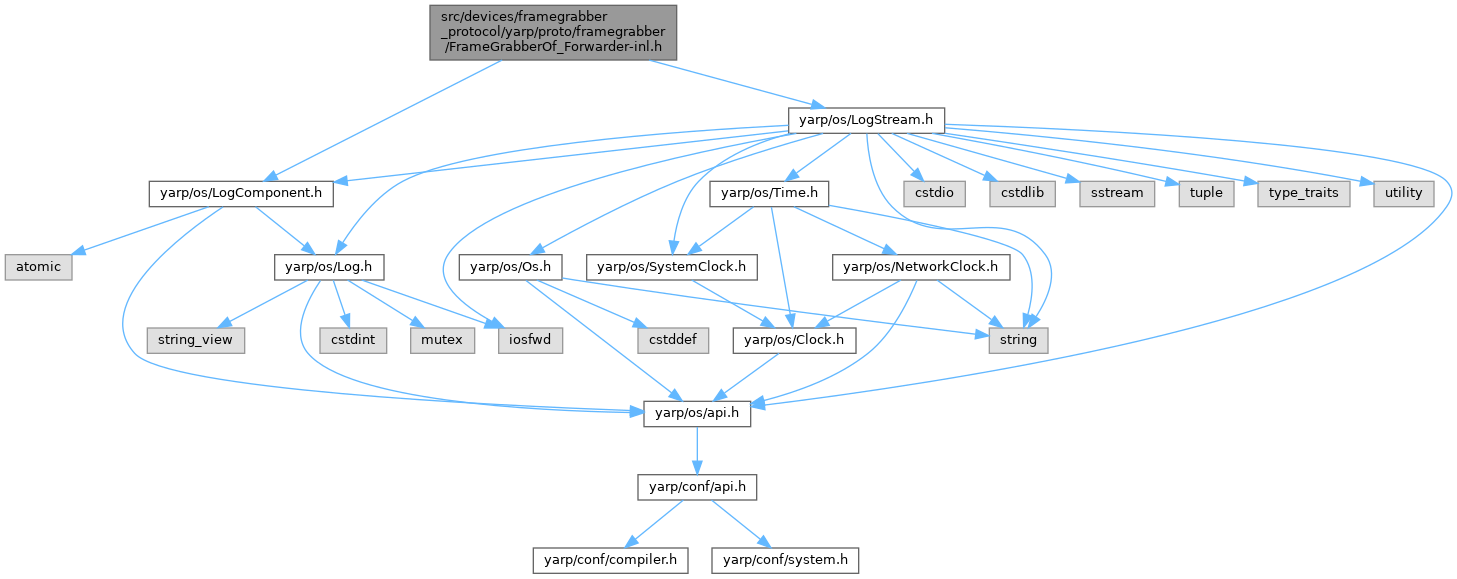 src/devices/framegrabber
_protocol/yarp/proto/framegrabber
/FrameGrabberOf_Forwarder-inl.h
yarp/os/LogStream.h
yarp/os/LogComponent.h
yarp/os/Time.h
cstdio
cstdlib
sstream
tuple
type_traits
utility
atomic
yarp/os/Log.h
yarp/os/Os.h
yarp/os/SystemClock.h
yarp/os/NetworkClock.h
string_view
cstdint
mutex
iosfwd
cstddef
yarp/os/Clock.h
string
yarp/os/api.h
yarp/conf/api.h
yarp/conf/compiler.h
yarp/conf/system.h